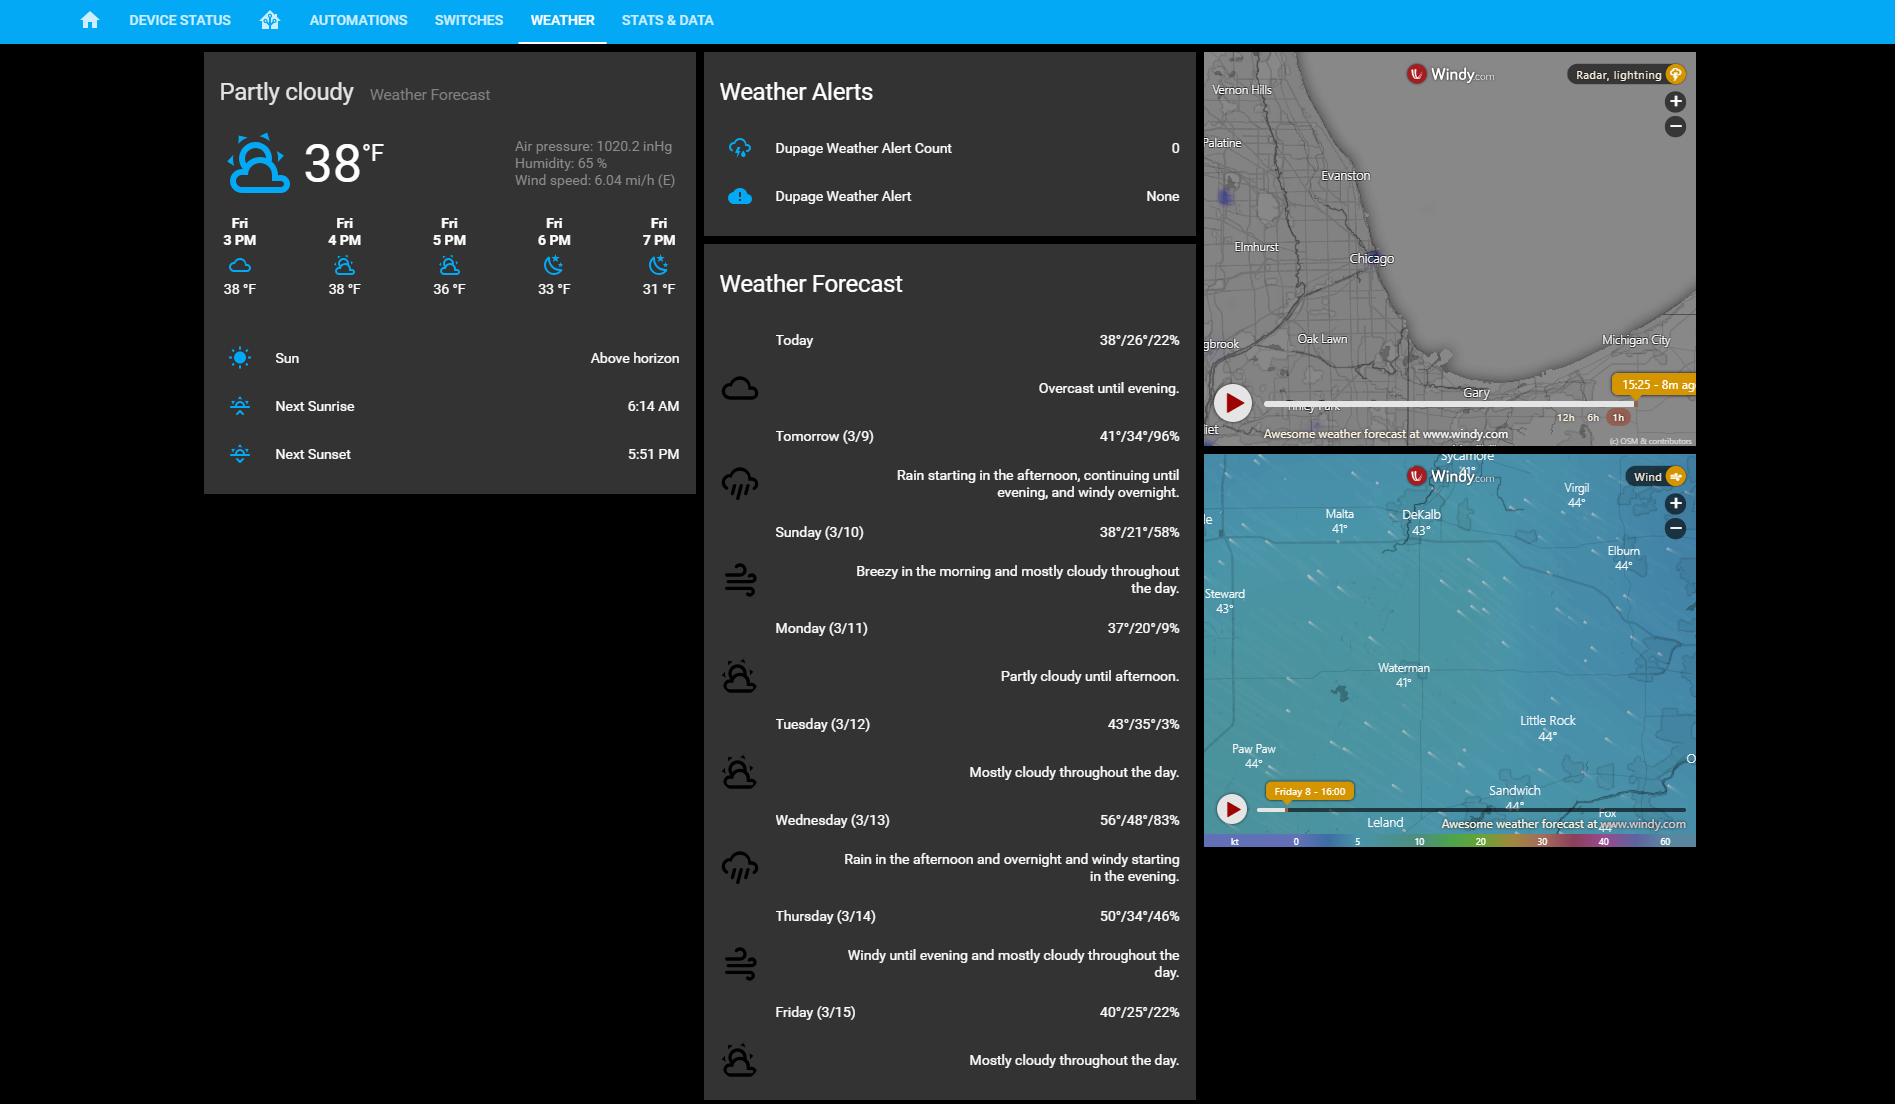 DEVICE STATUS
AUTOMATIONS
SWITCHES
WEATHER
STATS & DATA
Partly cloudy
Weather Forecast
38°F
Air pressure: 1020.2 inHg
Humidity: 65 %
Wind speed: 6.04 mi/h (E)
Fri Fri Fri Fri Fri
3 PM 4 PM 5 PM 6 PM 7 PM
38 °F 38 °F 36 °F 33 °F 31 °F
Sun Above horizon
Next Sunrise 6:14 AM
Next Sunset 5:51 PM
Weather Alerts
Dupage Weather Alert Count 0
Dupage Weather Alert None
Weather Forecast
Today 38°/26°/22%
Overcast until evening.
Tomorrow (3/9) 41°/34°/96%
Rain starting in the afternoon, continuing until
evening, and windy overnight.
Sunday (3/10) 38°/21°/58%
Breezy in the morning and mostly cloudy throughout
the day.
Monday (3/11) 37°/20°/9%
Partly cloudy until afternoon.
Tuesday (3/12) 43°/35°/3%
Mostly cloudy throughout the day.
Wednesday (3/13) 56°/48°/83%
Rain in the afternoon and overnight and windy starting
in the evening.
Thursday (3/14) 50°/34°/46%
Windy until evening and mostly cloudy throughout the
day.
Friday (3/15) 40°/25°/22%
Mostly cloudy throughout the day.
Windy.com
Radar, lightning
+
−
Vernon Hills
Palatine
Evanston
Elmhurst
Chicago
Oak Lawn
gbrook
Michigan City
15:25 - 8m ag
Gary
Tinley Park
12h 6h 1h
liet
Awesome weather forecast at www.windy.com
(c) OSM & contributors
Sycamore
41°
Windy.com
Wind
+
−
Virgil
44°
le
Malta
41°
DeKalb
43°
Elburn
44°
Steward
43°
Waterman
41°
Little Rock
44°
Paw Paw
44°
O
Friday 8 - 16:00
Sandwich
44°
Fox
44°
Leland
Awesome weather forecast at www.windy.com
kt 0 5 10 20 30 40 60